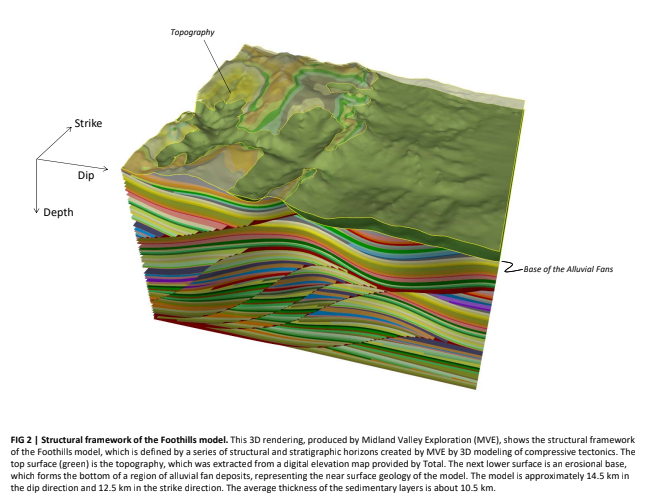 Topography
Strike
Dip
Depth
Base of the Alluvial Fans
FIG 2 | Structural framework of the Foothills model. This 3D rendering, produced by Midland Valley Exploration (MVE), shows the structural framework
of the Foothills model, which is defined by a series of structural and stratigraphic horizons created by MVE by 3D modeling of compressive tectonics. The
top surface (green) is the topography, which was extracted from a digital elevation map provided by Total. The next lower surface is an erosional base,
which forms the bottom of a region of alluvial fan deposits, representing the near surface geology of the model. The model is approximately 14.5 km in
the dip direction and 12.5 km in the strike direction. The average thickness of the sedimentary layers is about 10.5 km.